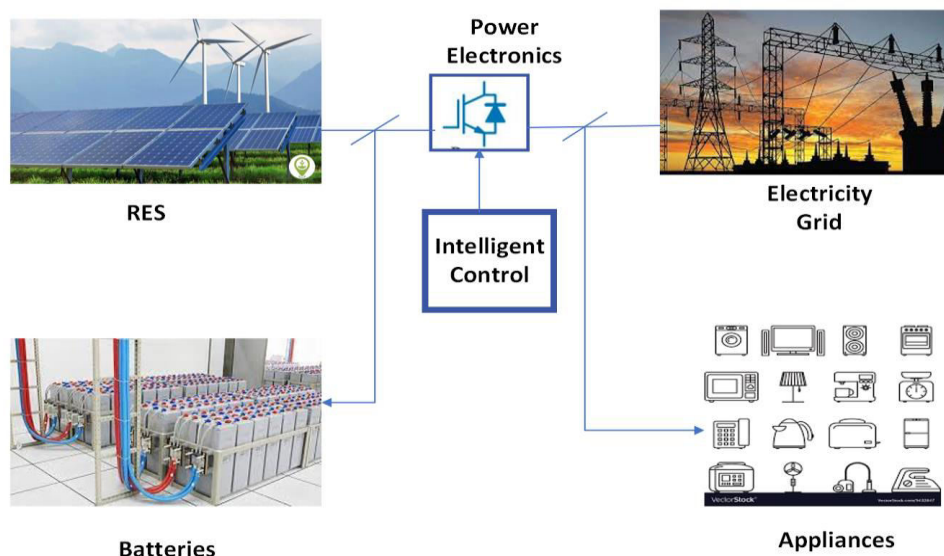 Power
Electronics
RES
Electricity
Grid
Intelligent
Control
VectorStock®
Batteries
Appliances